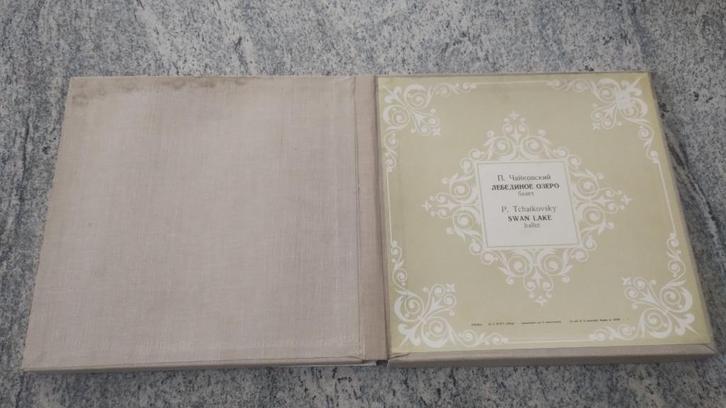 П. Чайковский
ЛЕБЕДИНОЕ ОЗЕРО
балет
P. Tchaikovsky
SWAN LAKE
ballet